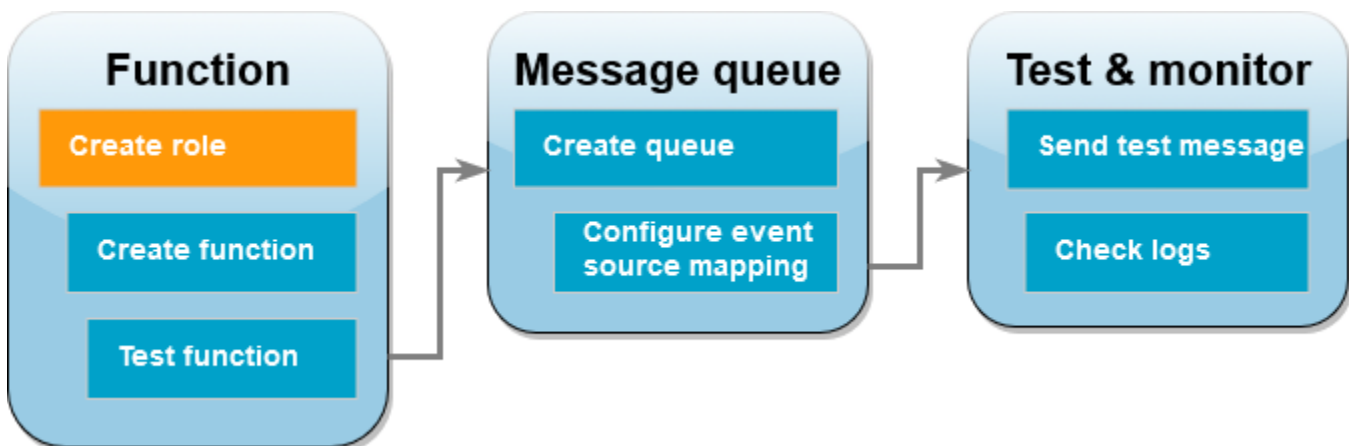 Function
Create role
Create function
Test function
Message queue
Create queue
Configure event
source mapping
Test & monitor
Send test message
Check logs